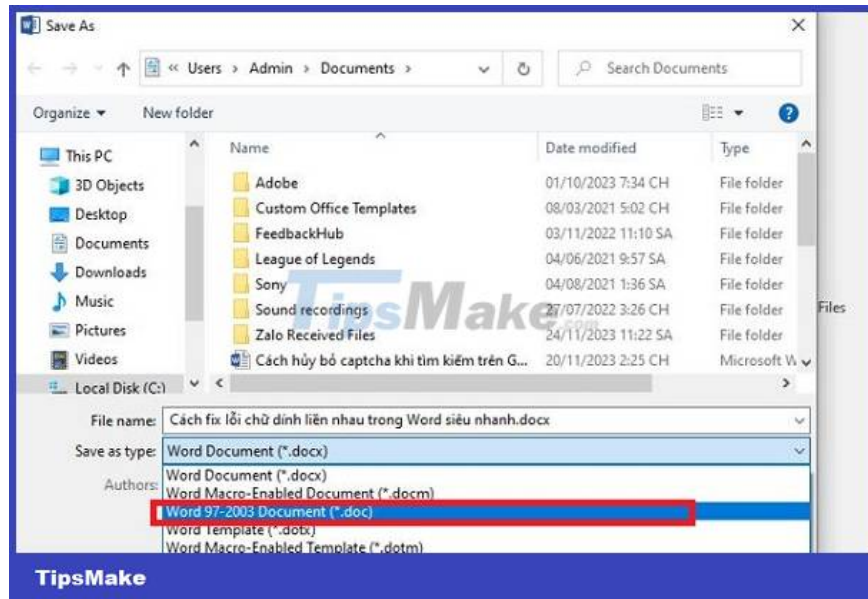 Save As
« Users › Admin › Documents ›
Search Documents
Organize
New folder
This PC
3D Objects
Desktop
Documents
Downloads
Music
Pictures
Videos
Local Disk (C:)
Name Date modified Type
Adobe 01/10/2023 7:34 CH File folder
Custom Office Templates 08/03/2021 5:02 CH File folder
FeedbackHub 03/11/2022 11:10 SA File folder
League of Legends 04/06/2021 9:57 SA File folder
Sony 04/08/2021 1:36 SA File folder
Sound recordings 27/07/2022 3:26 CH File folder
Zalo Received Files 24/11/2023 11:22 SA File folder
Cách hủy bỏ captcha khi tìm kiếm trên G... 20/11/2023 2:25 CH Microsoft W
Files
TipsMake.com
File name: Cách fix lỗi chữ dính liền nhau trong Word siêu nhanh.docx
Save as type: Word Document (*.docx)
Authors:
Word Document (*.docx)
Word Macro-Enabled Document (*.docm)
Word 97-2003 Document (*.doc)
Word Template (*.dotx)
Word Macro-Enabled Template (*.dotm)
TipsMake